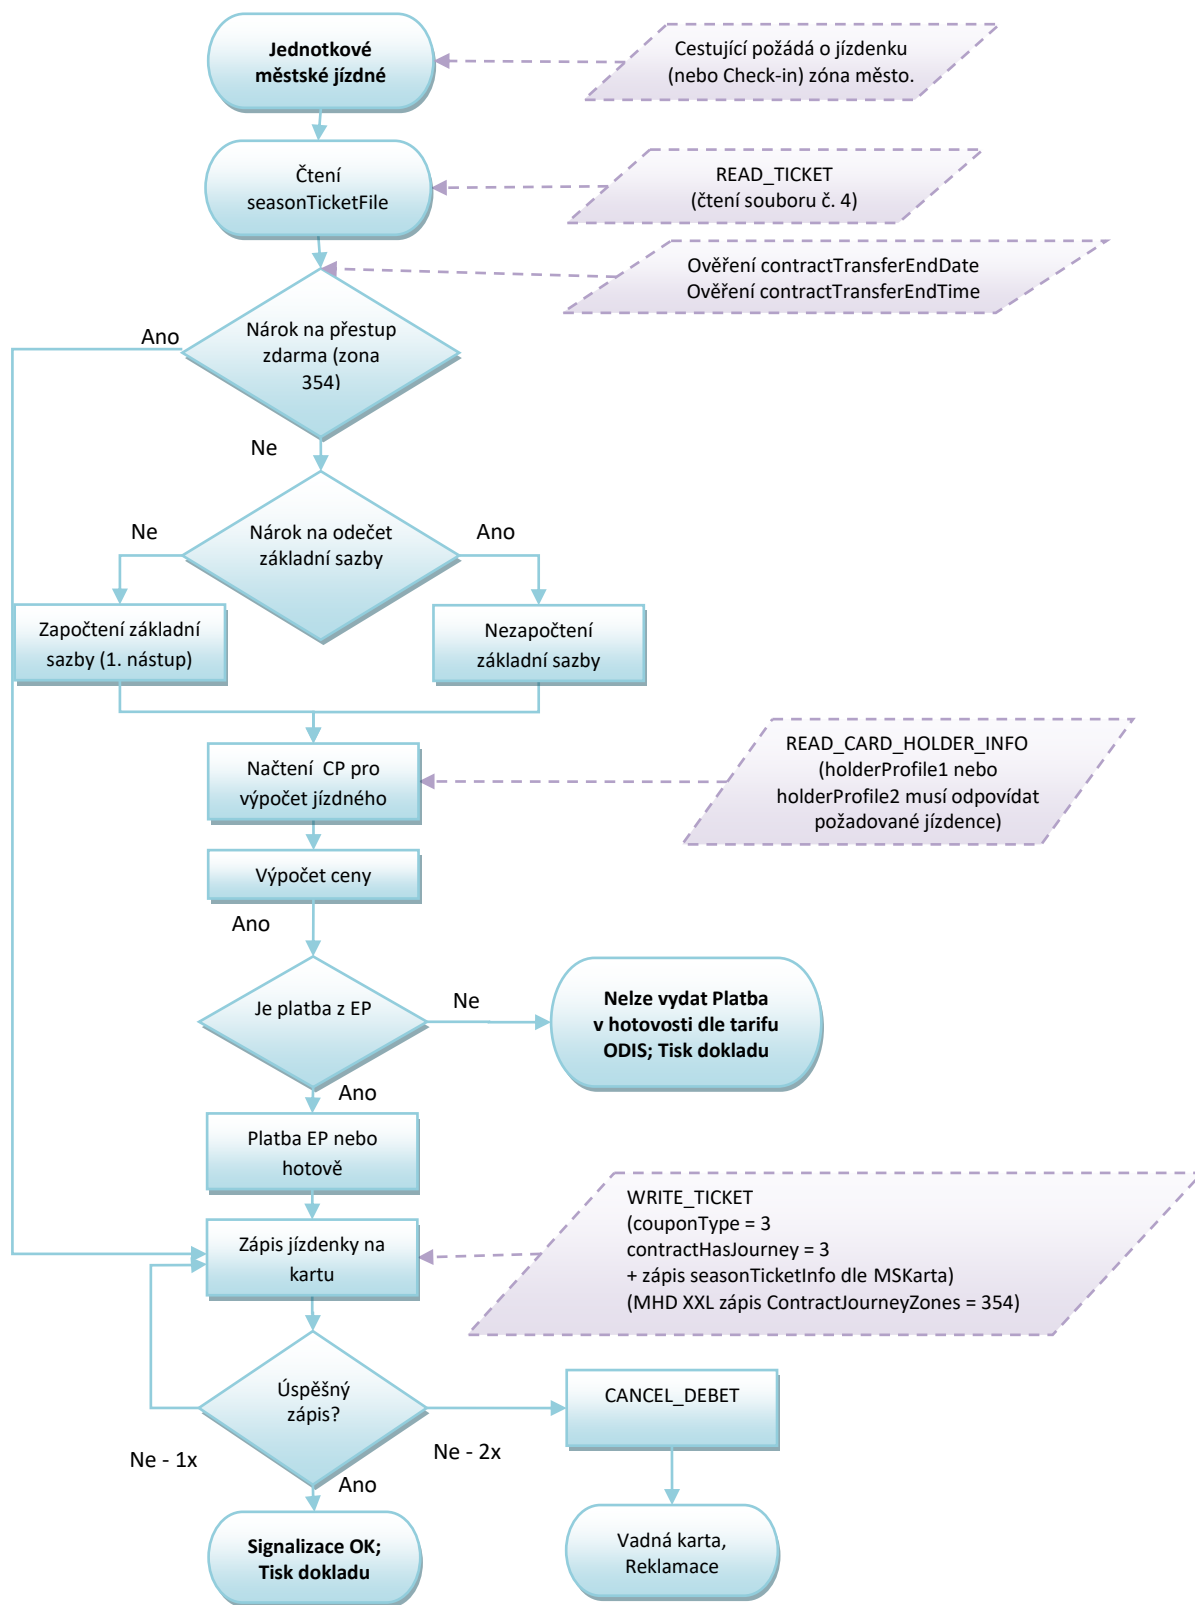 Jednotkové
městské jízdné
Cestující požádá o jízdenku
(nebo Check-in) zóna město.
Čtení
seasonTicketFile
READ_TICKET
(čtení souboru č. 4)
Ověření contractTransferEndDate
Ověření contractTransferEndTime
Ano
Nárok na přestup
zdarma (zona
354)
Ne
Ne
Nárok na odečet
základní sazby
Ano
Započtení základní
sazby (1. nástup)
Nezapočtení
základní sazby
Načtení CP pro
výpočet jízdného
READ_CARD_HOLDER_INFO
(holderProfile1 nebo
holderProfile2 musí odpovídat
požadované jízdence)
Výpočet ceny
Ano
Je platba z EP
Ne
Nelze vydat Platba
v hotovosti dle tarifu
ODIS; Tisk dokladu
Ano
Platba EP nebo
hotově
Zápis jízdenky na
kartu
WRITE_TICKET
(couponType = 3
contractHasJourney = 3
+ zápis seasonTicketInfo dle MSKarta)
(MHD XXL zápis ContractJourneyZones = 354)
Úspěšný
zápis?
CANCEL_DEBET
Ne - 1x
Ne - 2x
Ano
Signalizace OK;
Tisk dokladu
Vadná karta,
Reklamace